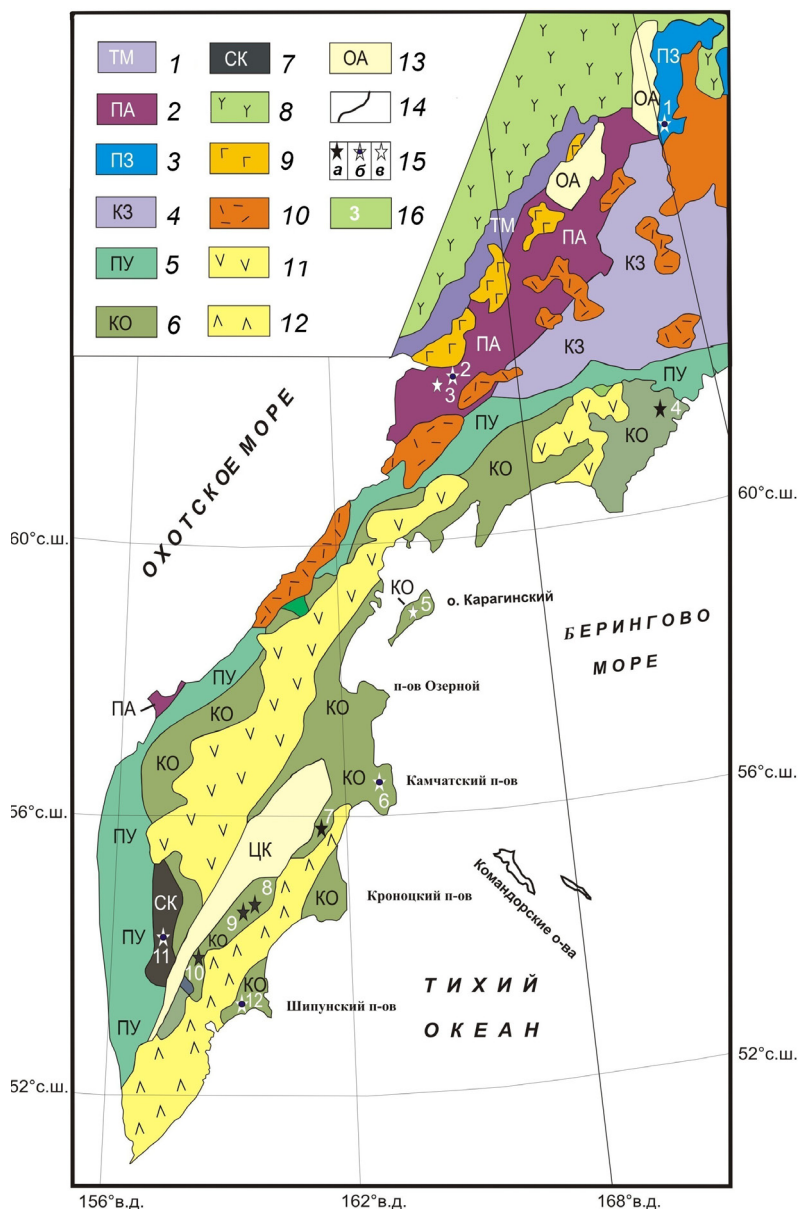 ТМ 1 СК 7 ОА 13
ПА 2 8 14
ПЗ 3 9 а б в 15
КЗ 4 10 3 16
ПУ 5 11
КО 6 12
ПЗ
ОА
1
ОА
ТМ
ПА
КЗ
ПА
КЗ
2
3
ПУ
4
ПУ
КО
КО
ОХОТСКОЕ МОРЕ
60°с.ш.
60°с.ш.
КО
5
о. Карагинский
БЕРИНГОВО
МОРЕ
ПУ
п-ов Озерной
ПА
КО
КО
КО
КО
Камчатский п-ов
6
56°с.ш.
56°с.ш.
7
ПУ
ЦК
Командорские о-ва
СК
8
КО
Кроноцкий п-ов
9
ПУ
КО
11
10
ТИХИЙ
КО
12
Шипунский п-ов
ОКЕАН
ПУ
52°с.ш.
52°с.ш.
156°в.д.
162°в.д.
168°в.д.